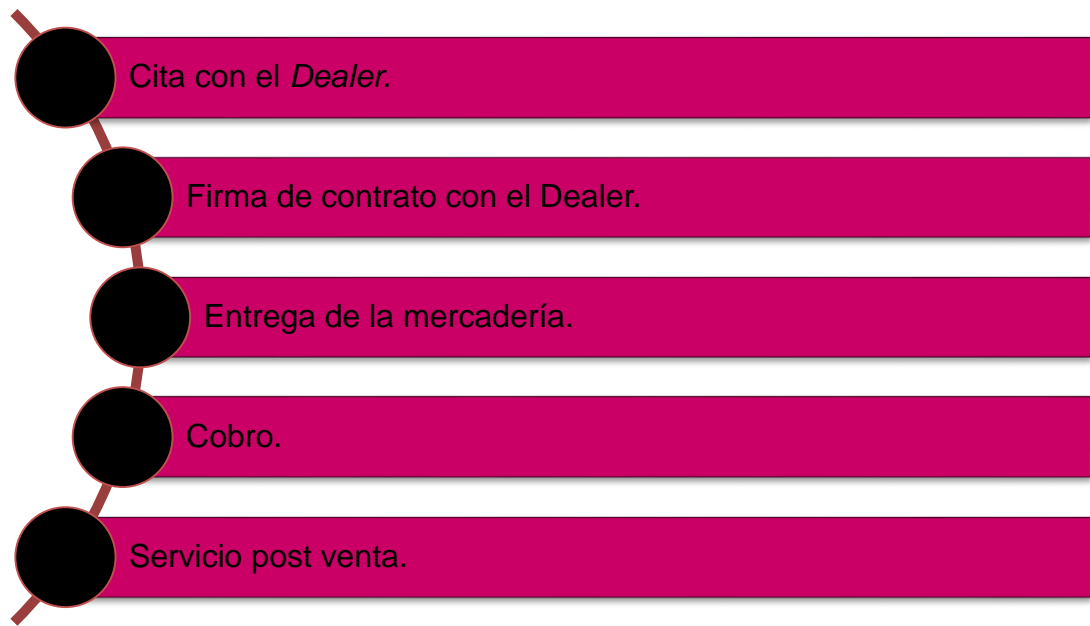 Cita con el Dealer.
Firma de contrato con el Dealer.
Entrega de la mercadería.
Cobro.
Servicio post venta.